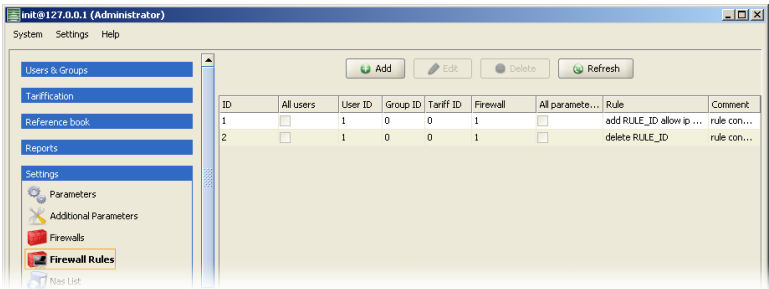 init@127.0.0.1 (Administrator)
System Settings Help
Users & Groups
Tariffication
Reference book
Reports
Settings
Parameters
Additional Parameters
Firewalls
Firewall Rules
Nas List
Add Edit Delete Refresh
ID All users User ID Group ID Tariff ID Firewall All paramete... Rule Comment
1 1 0 0 1 add RULE_ID allow ip ... rule con...
2 1 0 0 1 delete RULE_ID rule con...